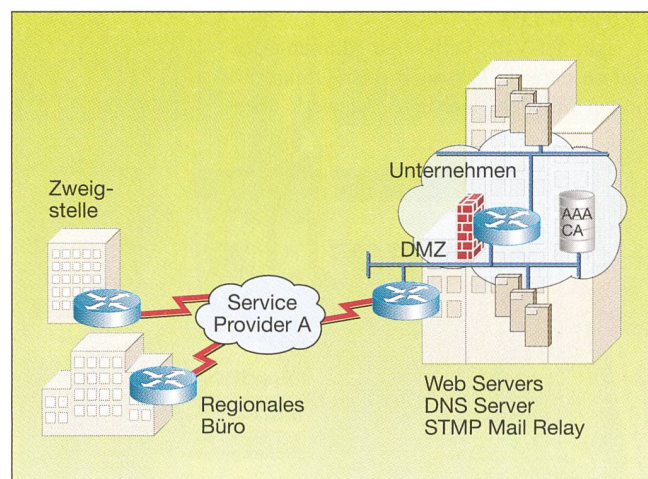 Unternehmen
Zweig-
stelle
AAA
CA
DMZ
Service
Provider A
Regionales
Büro
Web Servers
DNS Server
STMP Mail Relay